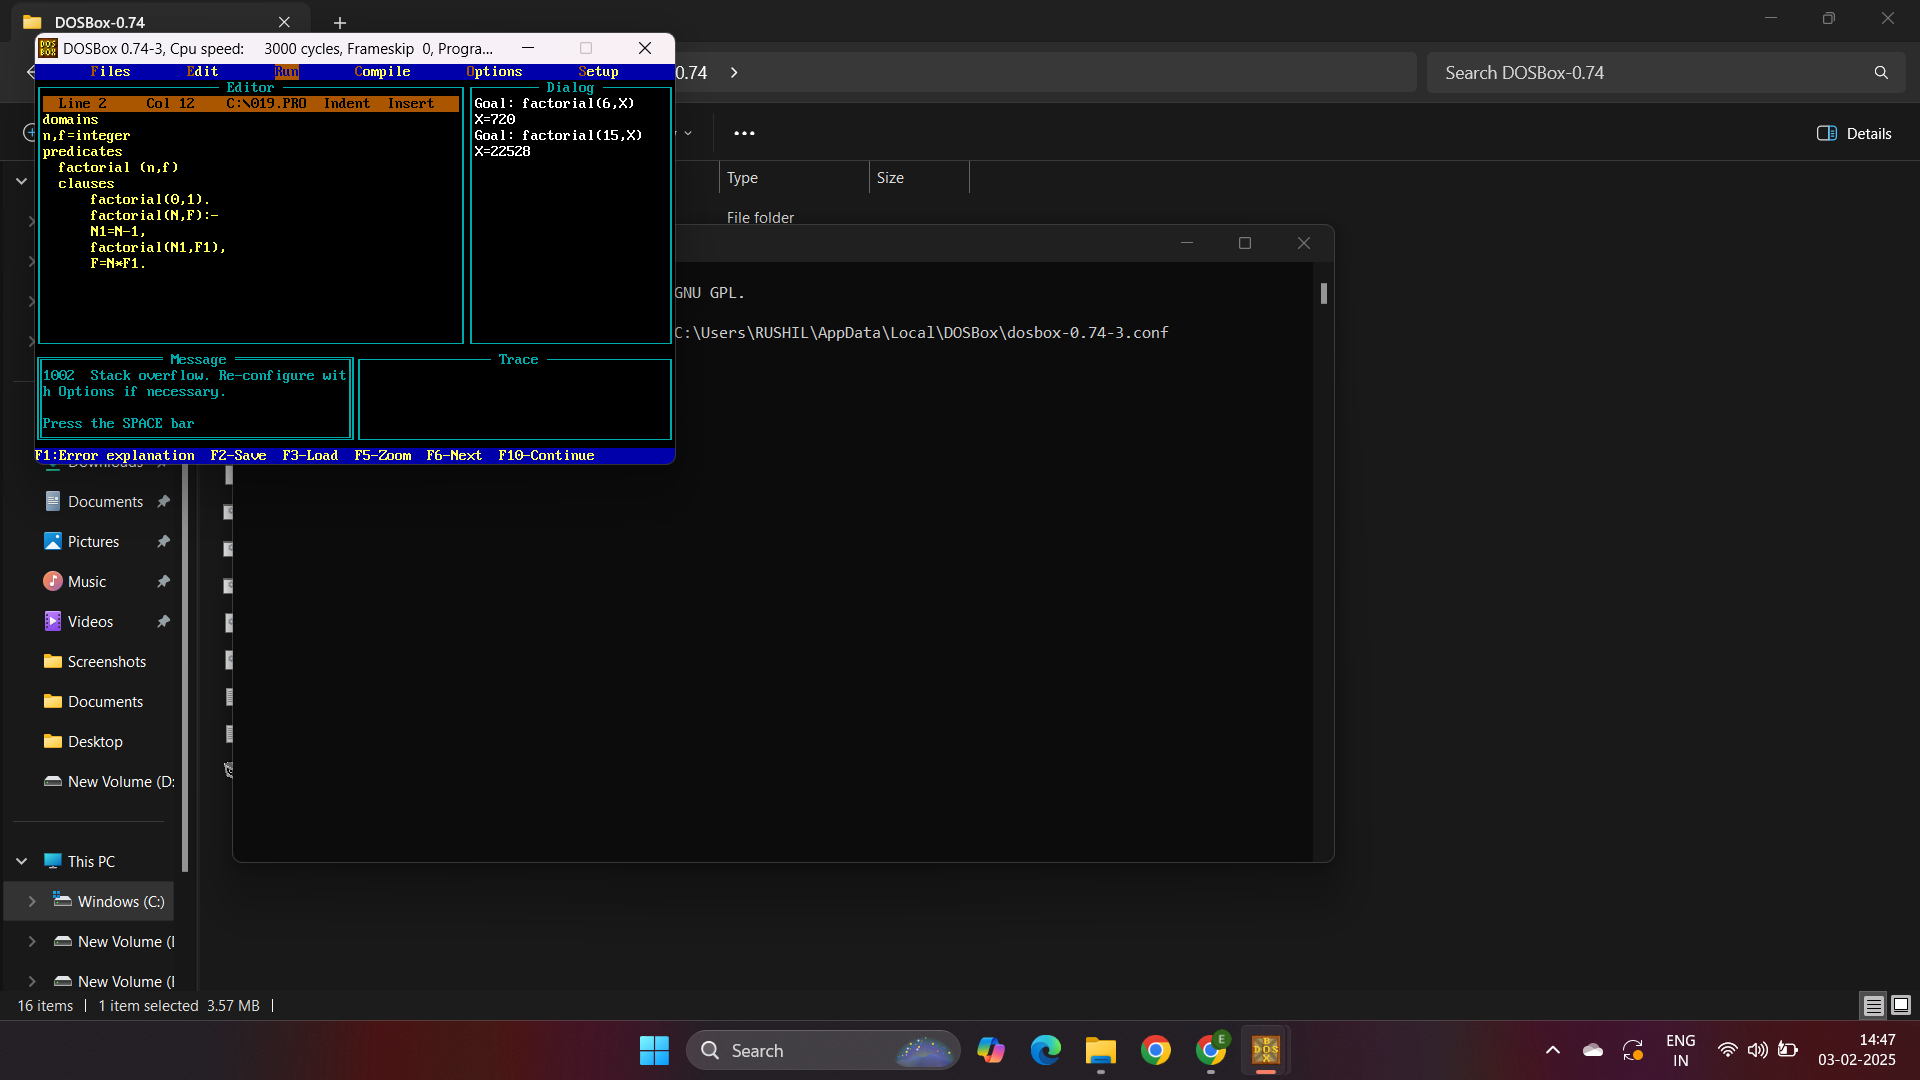 DOSBox-0.74
DOSBox 0.74-3, Cpu speed: 3000 cycles, Frameskip 0, Progra...
0.74
Search DOSBox-0.74
Files Edit Run Compile Options Setup
Editor
Line 2 Col 12 C:\019.PRO Indent Insert
domains
n,f=integer
predicates
factorial (n,f)
clauses
factorial(0,1).
factorial(N,F):-
N1=N-1,
factorial(N1,F1),
F=N*F1.
Dialog
Goal: factorial(6,X)
X=720
Goal: factorial(15,X)
X=22528
Message
1002 Stack overflow. Re-configure wit
h Options if necessary.
Press the SPACE bar
Trace
F1:Error explanation F2-Save F3-Load F5-Zoom F6-Next F10-Continue
Details
Type Size
File folder
GNU GPL.
C:\Users\RUSHIL\AppData\Local\DOSBox\dosbox-0.74-3.conf
Downloads
Documents
Pictures
Music
Videos
Screenshots
Documents
Desktop
New Volume (D:
This PC
Windows (C:)
New Volume (
New Volume (
16 items 1 item selected 3.57 MB
Search
ENG
IN
14:47
03-02-2025